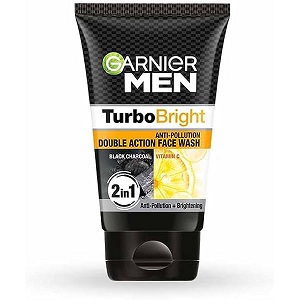 GARNIER
MEN
TurboBright
ANTI-POLLUTION
DOUBLE ACTION FACE WASH
BLACK CHARCOAL VITAMIN C
2in1
Anti-Pollution + Brightening